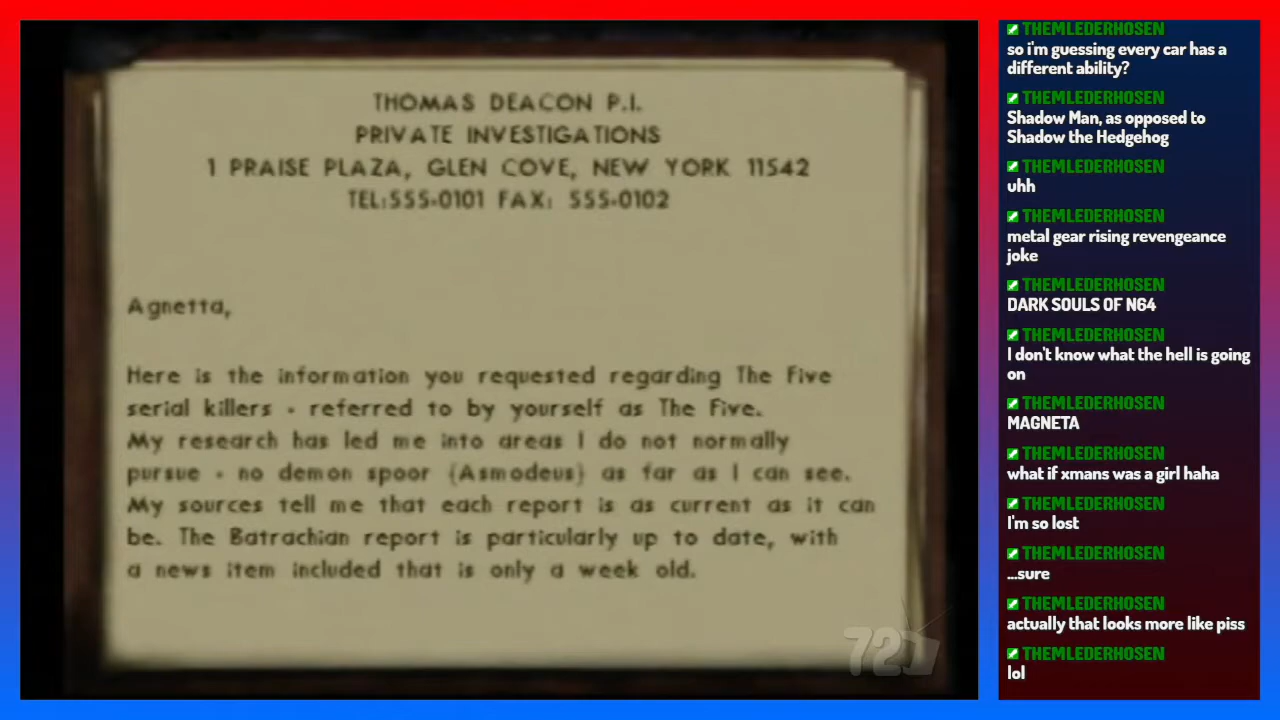 THOMAS DEACON P.I.
PRIVATE INVESTIGATIONS
1 PRAISE PLAZA, GLEN COVE, NEW YORK 11542
TEL:555-0101 FAX: 555-0102
Agnetta,
Here is the information you requested regarding The Five
serial killers - referred to by yourself as The Five.
My research has led me into areas I do not normally
pursue - no demon spoor (Asmodeus) as far as I can see.
My sources tell me that each report is as current as it can
be. The Batrachian report is particularly up to date, with
a news item included that is only a week old.
72
THEMLEDERHOSEN
so i'm guessing every car has a
different ability?
THEMLEDERHOSEN
Shadow Man, as opposed to
Shadow the Hedgehog
THEMLEDERHOSEN
uhh
THEMLEDERHOSEN
metal gear rising revengeance
joke
THEMLEDERHOSEN
DARK SOULS OF N64
THEMLEDERHOSEN
I don't know what the hell is going
on
THEMLEDERHOSEN
MAGNETA
THEMLEDERHOSEN
what if xmans was a girl haha
THEMLEDERHOSEN
I'm so lost
THEMLEDERHOSEN
...sure
THEMLEDERHOSEN
actually that looks more like piss
THEMLEDERHOSEN
lol